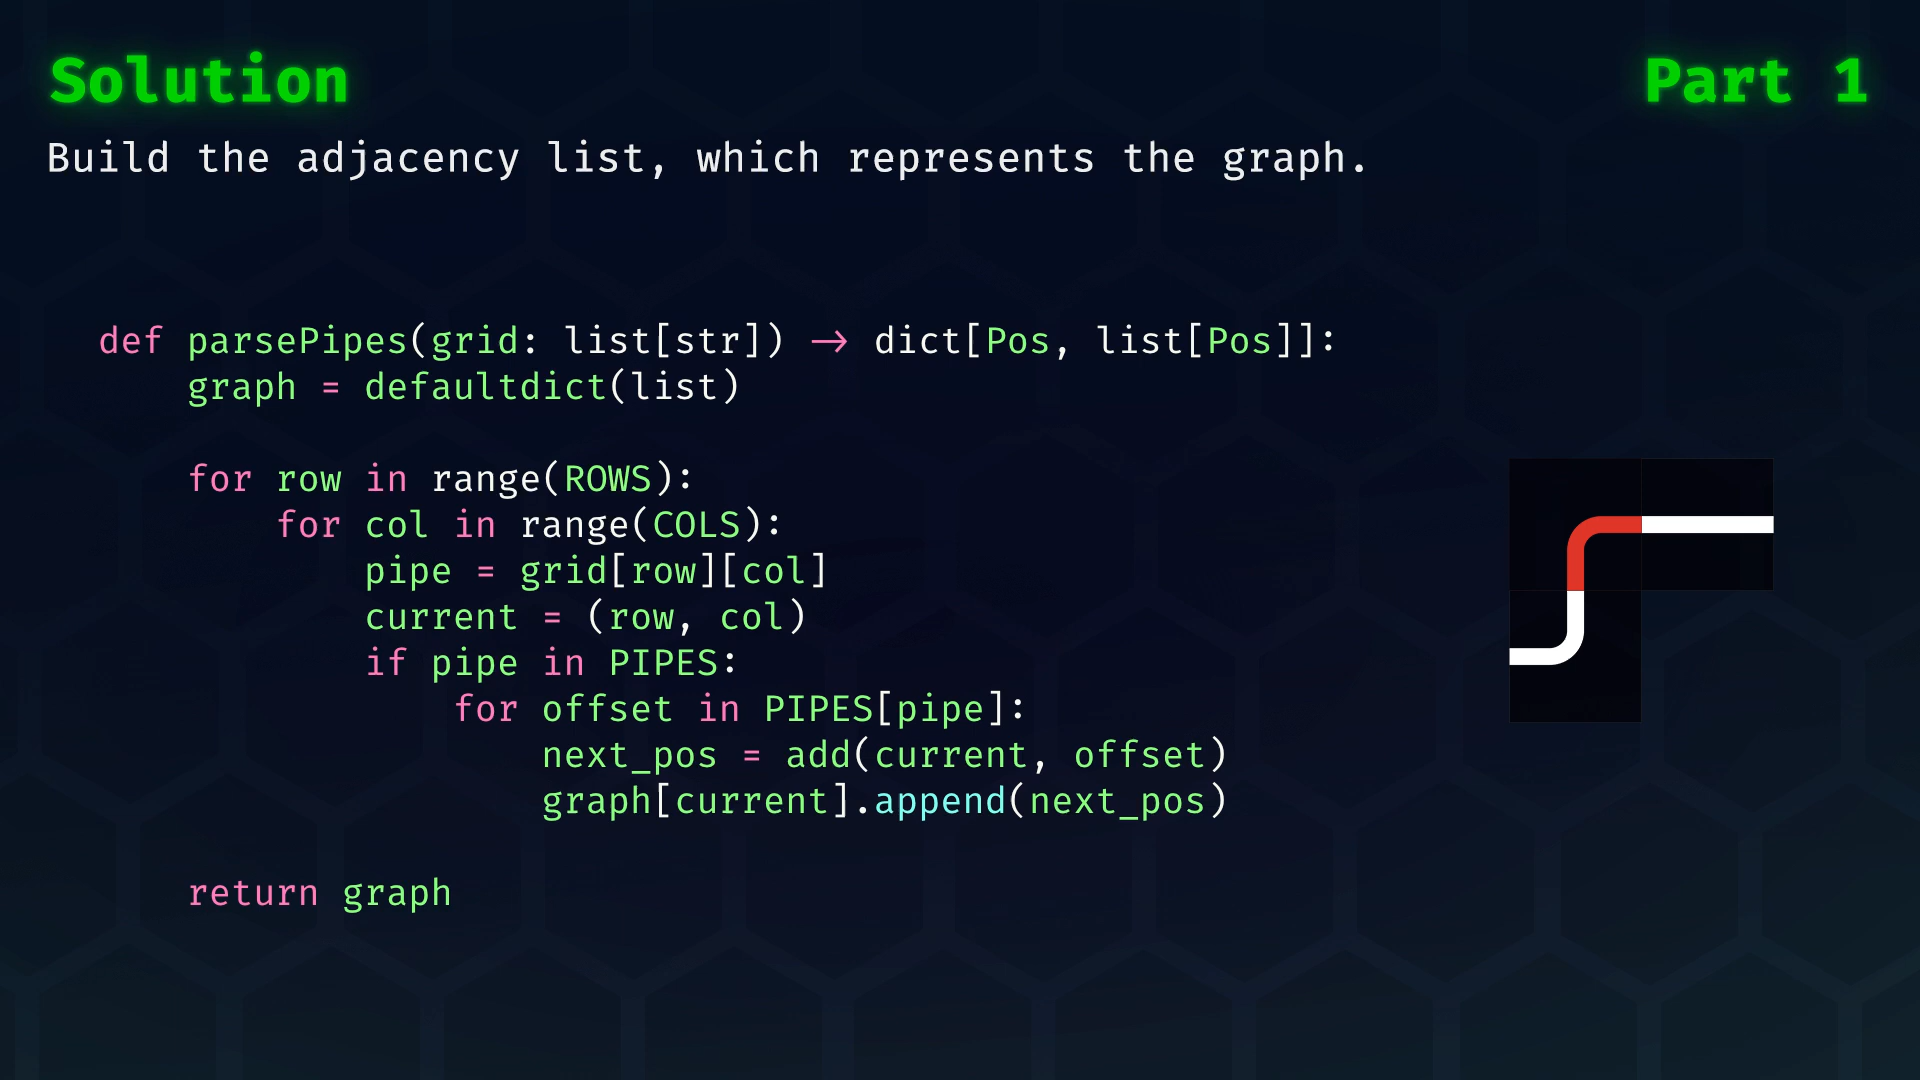 Solution
Part 1
Build the adjacency list, which represents the graph.
def parsePipes(grid: list[str]) → dict[Pos, list[Pos]]:
    graph = defaultdict(list)
    for row in range(ROWS):
        for col in range(COLS):
            pipe = grid[row][col]
            current = (row, col)
            if pipe in PIPES:
                for offset in PIPES[pipe]:
                    next_pos = add(current, offset)
                    graph[current].append(next_pos)
    return graph